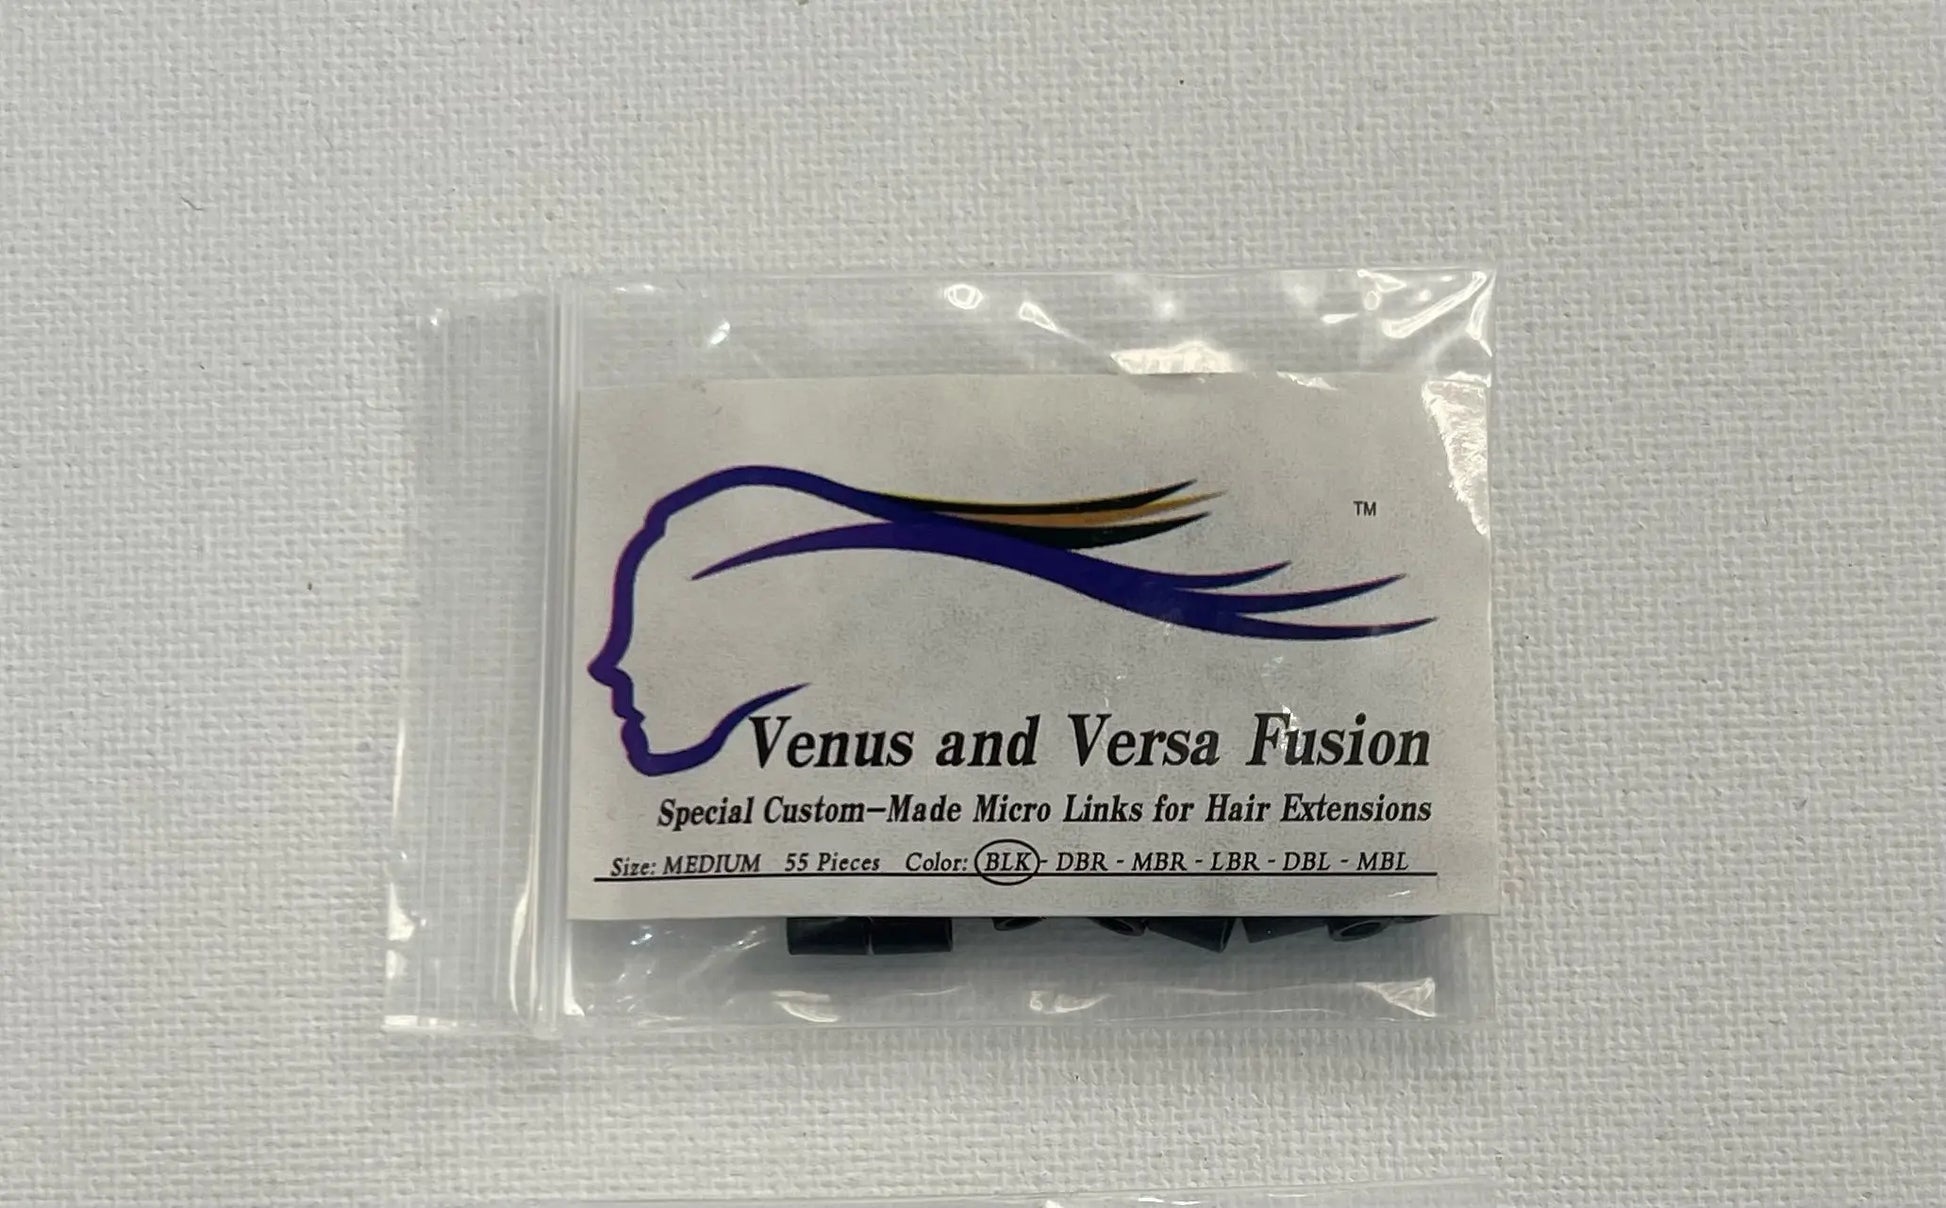 TM
Venus and Versa Fusion
Special Custom-Made Micro Links for Hair Extensions
Size: MEDIUM 55 Pieces Color: BLK - DBR - MBR - LBR - DBL - MBL